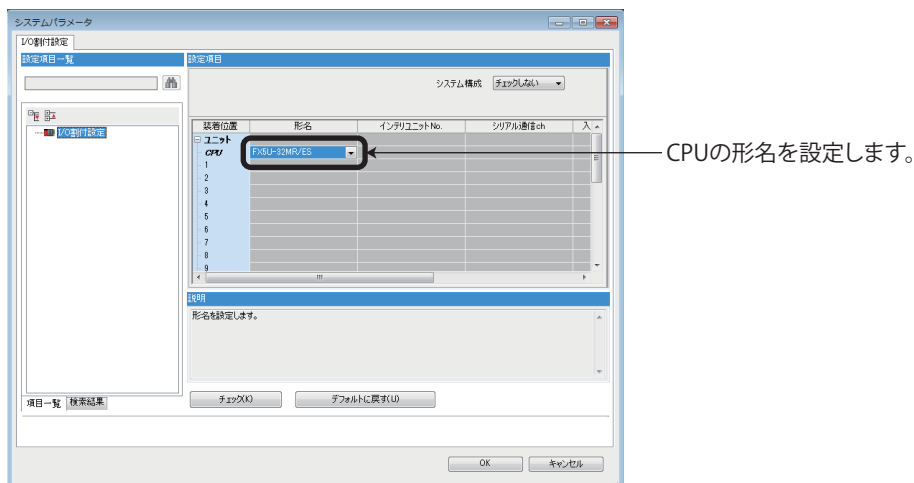 システムパラメータ
I/O割付設定
設定項目一覧
設定項目
システム構成 チェックしない
I/O割付設定
装着位置 形名 インテリユニットNo. シリアル通信ch 入
ユニット
CPU FX5U-32MR/ES
CPUの形名を設定します。
1
2
3
4
5
6
7
8
9
説明
形名を設定します。
項目一覧 検索結果
チェック(K) デフォルトに戻す(U)
OK キャンセル